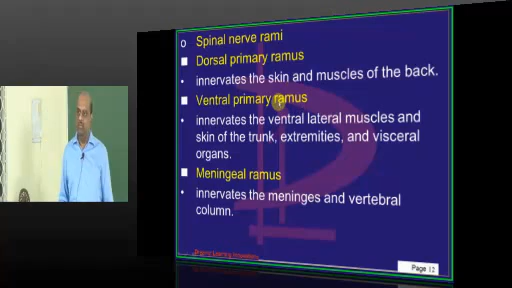 Spinal nerve rami
Dorsal primary ramus
innervates the skin and muscles of the back.
Ventral primary ramus
innervates the ventral lateral muscles and
skin of the trunk, extremities, and visceral
organs.
Meningeal ramus
innervates the meninges and vertebral
column.
Page 12